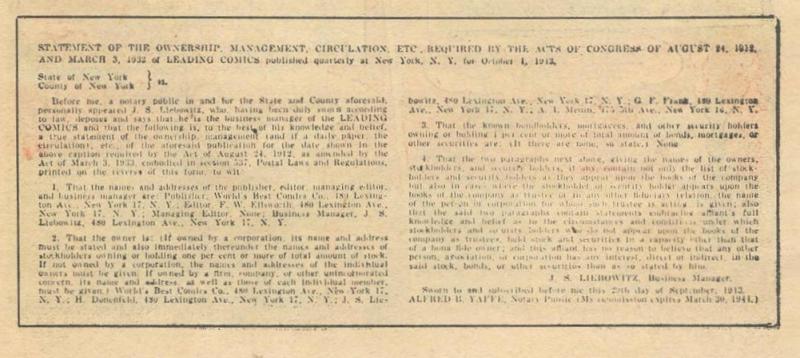 STATEMENT OF THE OWNERSHIP, MANAGEMENT, CIRCULATION, ETC., REQUIRED BY THE ACTS OF CONGRESS OF AUGUST 24, 1912,
AND MARCH 3, 1933 of LEADING COMICS published quarterly at New York, N. Y. for October 1, 1943.
State of New York
County of New York } ss.
Before me, a notary public in and for the State and County aforesaid,
personally appeared J. S. Liebowitz, who, having been duly sworn according
to law, deposes and says that he is the business manager of the LEADING
COMICS and that the following is, to the best of his knowledge and belief,
a true statement of the ownership, management (and if a daily paper, the
circulation), etc., of the aforesaid publication for the date shown in the
above caption required by the Act of August 24, 1912, as amended by the
Act of March 3, 1933, embodied in section 537, Postal Laws and Regulations,
printed on the reverse of this form, to wit:
1. That the names and addresses of the publisher, editor, managing editor,
and business manager are: Publisher, World's Best Comics Co., 480 Lexing-
ton Ave., New York 17, N. Y.; Editor, F. W. Ellsworth, 480 Lexington Ave.,
New York 17, N. Y.; Managing Editor, None; Business Manager, J. S.
Liebowitz, 480 Lexington Ave., New York 17, N. Y.
2. That the owner is: (If owned by a corporation, its name and address
must be stated and also immediately thereunder the names and addresses of
stockholders owning or holding one per cent or more of total amount of stock.
If not owned by a corporation, the names and addresses of the individual
owners must be given. If owned by a firm, company, or other unincorporated
concern, its name and address, as well as those of each individual member,
must be given.) World's Best Comics Co., 480 Lexington Ave., New York 17,
N. Y.; H. Donenfeld, 480 Lexington Ave., New York 17, N. Y.; J. S. Lie-
bowitz, 480 Lexington Ave., New York 17, N. Y.; G. F. Frank, 480 Lexington
Ave., New York 17, N. Y.; A. I. Menin, Ave., New York 16, N. Y.
3. That the known bondholders, mortgagees, and other security holders
owning or holding 1 per cent or more of total amount of bonds, mortgages, or
other securities are: (If there are none, so state.) None
4. That the two paragraphs next above, giving the names of the owners,
stockholders, and security holders, if any, contain not only the list of stock-
holders and security holders as they appear upon the books of the company
but also in cases where the stockholder or security holder appears upon the
books of the company as trustee or in any other fiduciary relation, the name
of the person or corporation for whom such trustee is acting, is given; also
that the said two paragraphs contain statements embracing affiant's full
knowledge and belief as to the circumstances and conditions under which
stockholders and security holders who do not appear upon the books of the
company as trustees, hold stock and securities in a capacity other than that
of a bona fide owner; and this affiant has no reason to believe that any other
person, association, or corporation has any interest, direct or indirect, in the
said stock, bonds, or other securities than as so stated by him.
J. S. LIEBOWITZ, Business Manager.
Sworn to and subscribed before me this 29th day of September, 1943.
ALFRED B. YAFFE, Notary Public (My commission expires March 30, 1944.)